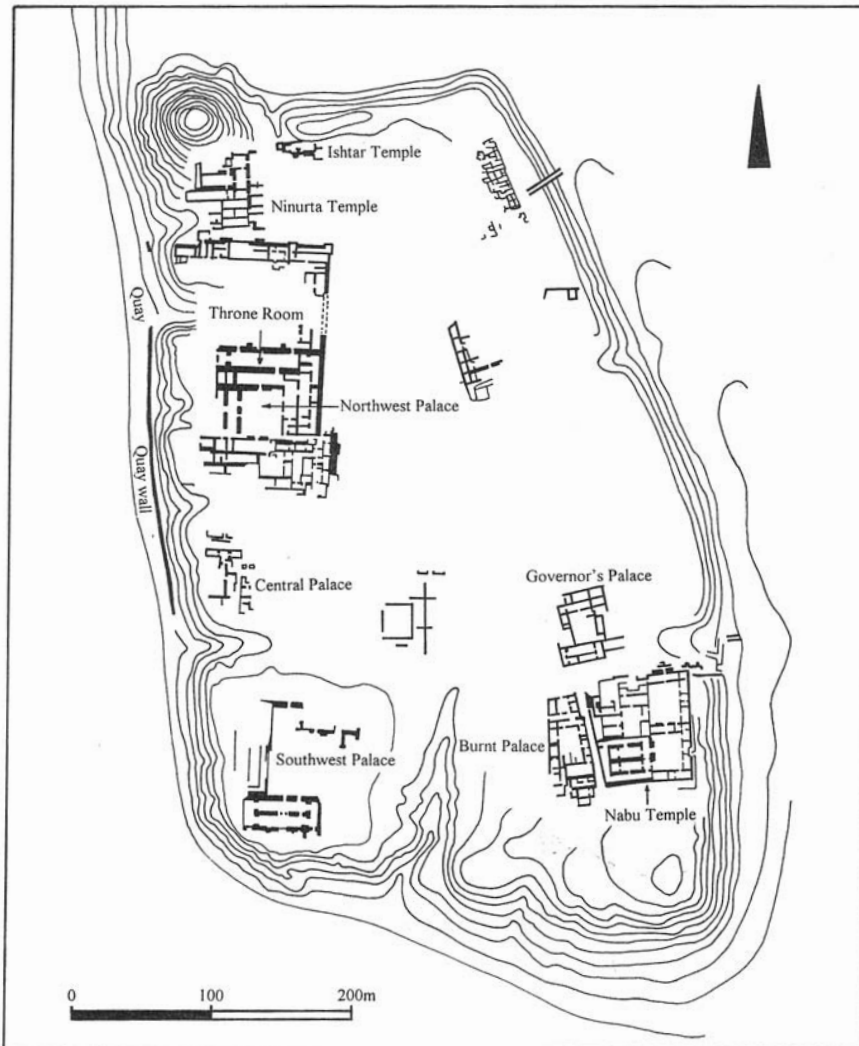 Ishtar Temple
Ninurta Temple
Quay
Throne Room
Northwest Palace
Quay wall
Central Palace
Governor's Palace
Southwest Palace
Burnt Palace
Nabu Temple
0 100 200m